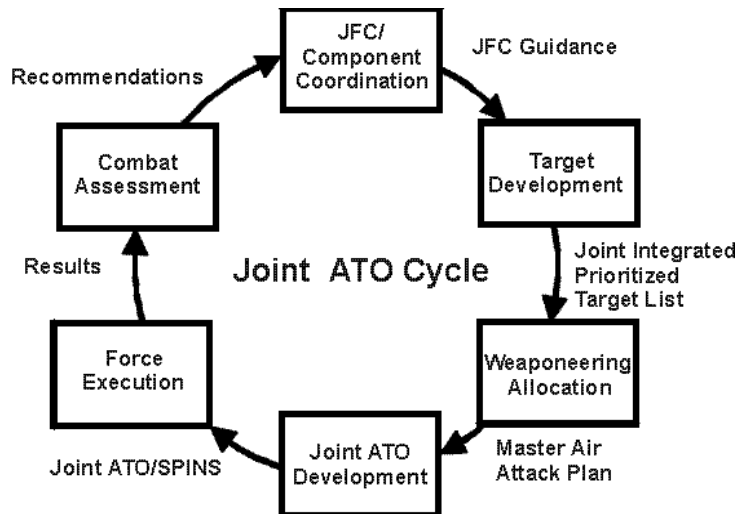 JFC/
Component
Coordination
JFC Guidance
Target
Development
Joint Integrated
Prioritized
Target List
Weaponeering
Allocation
Master Air
Attack Plan
Joint ATO
Development
Joint ATO/SPINS
Force
Execution
Results
Combat
Assessment
Recommendations
Joint ATO Cycle